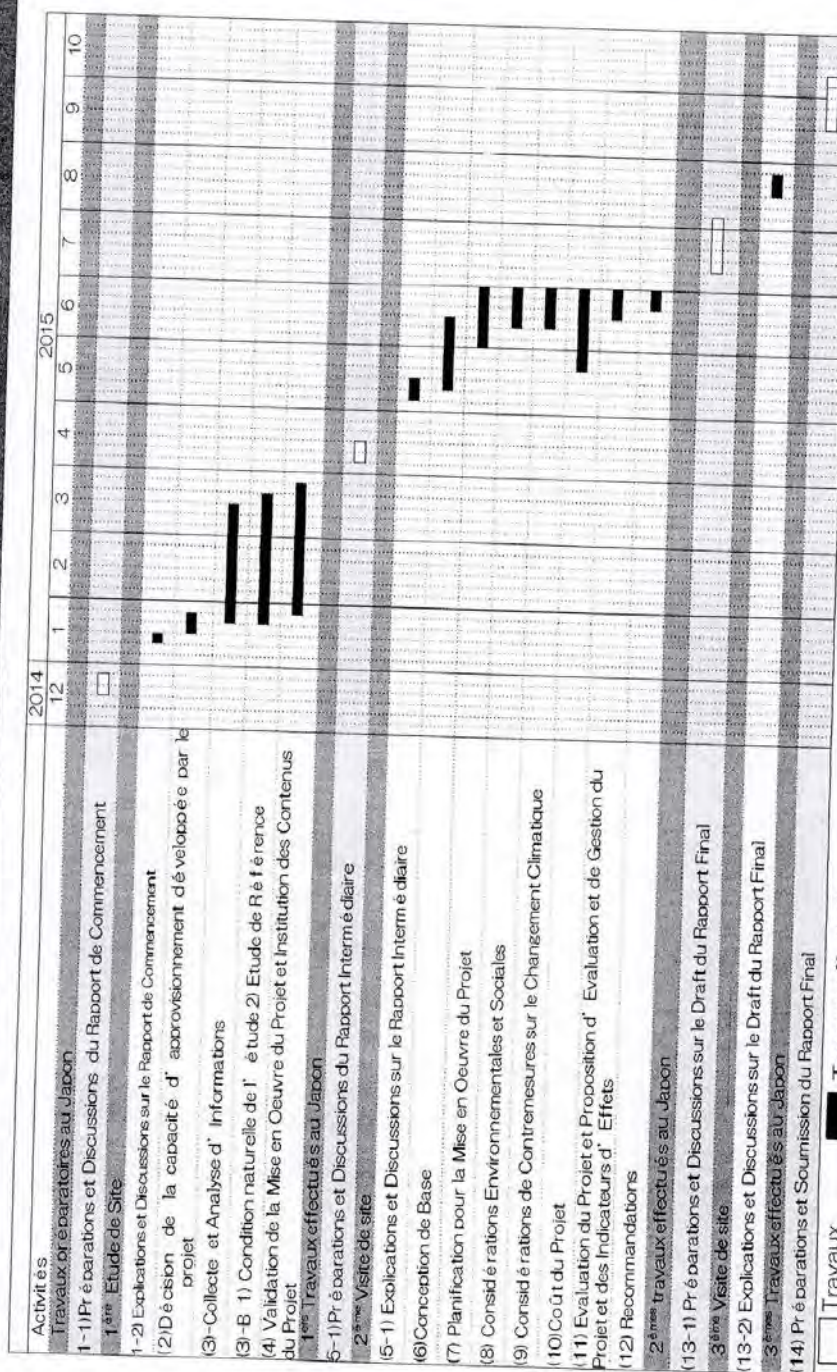 Activités
2014
2015
12
1
2
3
4
5
6
7
8
9
10
Travaux préparatoires au Japon
1-1)Préparations et Discussions du Rapport de Commencement
1ère Etude de Site
1-2) Explications et Discussions sur le Rapport de Commencement
(2)Décision de la capacité d' approvisionnement développée par le
projet
(3)-Collecte et Analyse d' Informations
(3)-B 1) Condition naturelle de l' étude 2) Etude de Référence
(4) Validation de la Mise en Oeuvre du Projet et Institution des Contenus
du Projet
1ers Travaux effectués au Japon
5-1)Préparations et Discussions du Rapport Intermédiaire
2ème Visite de site
(5-1) Explications et Discussions sur le Rapport Intermédiaire
(6)Conception de Base
(7) Planification pour la Mise en Oeuvre du Projet
(8) Considérations Environnementales et Sociales
(9) Considérations de Contremesures sur le Changement Climatique
(10)Coût du Projet
(11) Evaluation du Projet et Proposition d' Evaluation et de Gestion du
Projet et des Indicateurs d' Effets
12) Recommandations
2èmes travaux effectués au Japon
(13-1) Préparations et Discussions sur le Draft du Rapport Final
3ème Visite de site
(13-2) Explications et Discussions sur le Draft du Rapport Final
3èmes Travaux effectués au Japon
(14) Préparations et Soumission du Rapport Final
Travaux